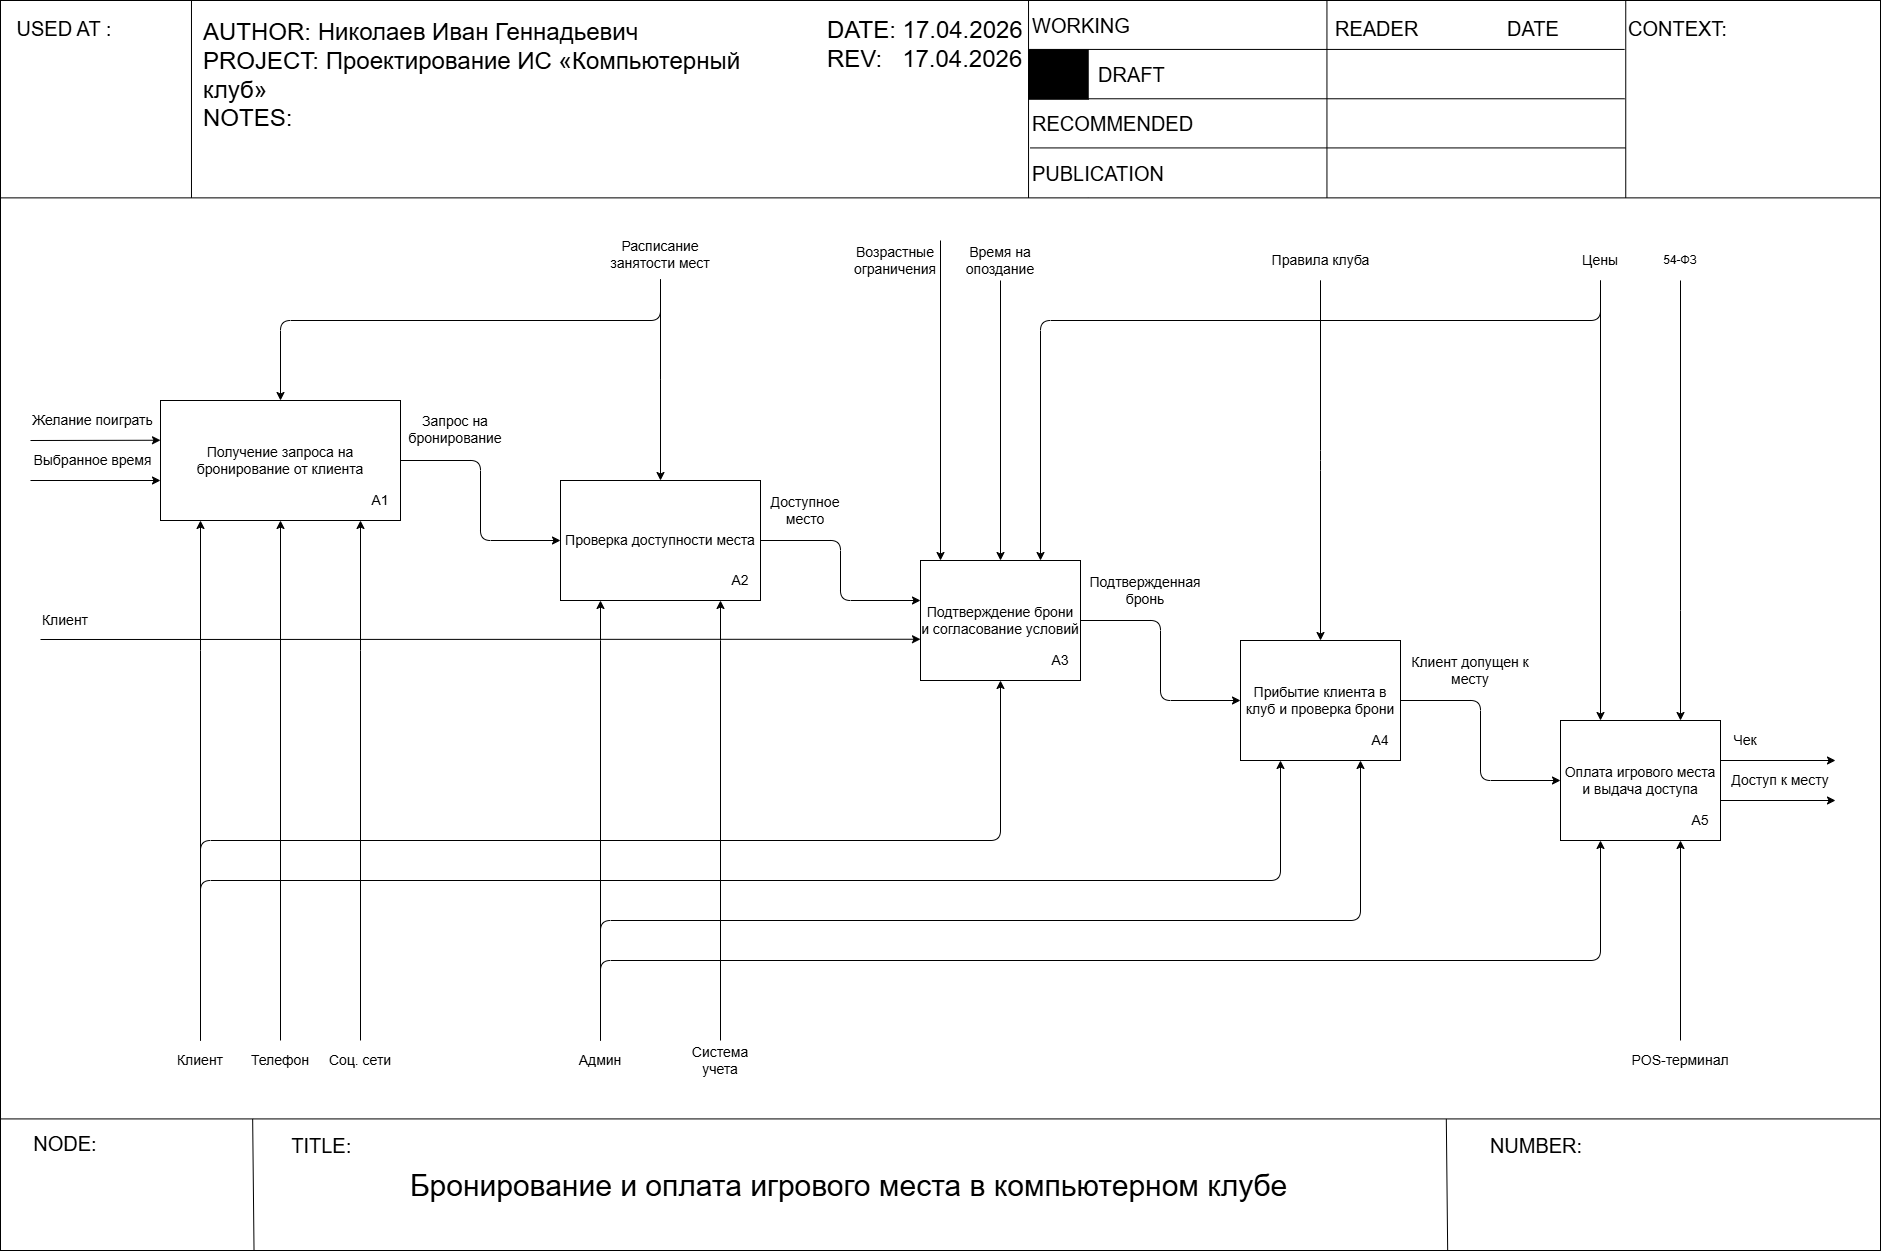 USED AT :
AUTHOR: Николаев Иван Геннадьевич
PROJECT: Проектирование ИС «Компьютерный
клуб»
NOTES:
DATE: 17.04.2026
REV: 17.04.2026
WORKING
DRAFT
RECOMMENDED
PUBLICATION
READER
DATE
CONTEXT:
Расписание
занятости мест
Возрастные
ограничения
Время на
опоздание
Правила клуба
Цены
54-ФЗ
Желание поиграть
Выбранное время
Получение запроса на
бронирование от клиента
A1
Запрос на
бронирование
Проверка доступности места
A2
Доступное
место
Клиент
Подтверждение брони
и согласование условий
A3
Подтвержденная
бронь
Прибытие клиента в
клуб и проверка брони
A4
Клиент допущен к
месту
Оплата игрового места
и выдача доступа
A5
Чек
Доступ к месту
Клиент
Телефон
Соц. сети
Админ
Система
учета
POS-терминал
NODE:
TITLE:
Бронирование и оплата игрового места в компьютерном клубе
NUMBER: